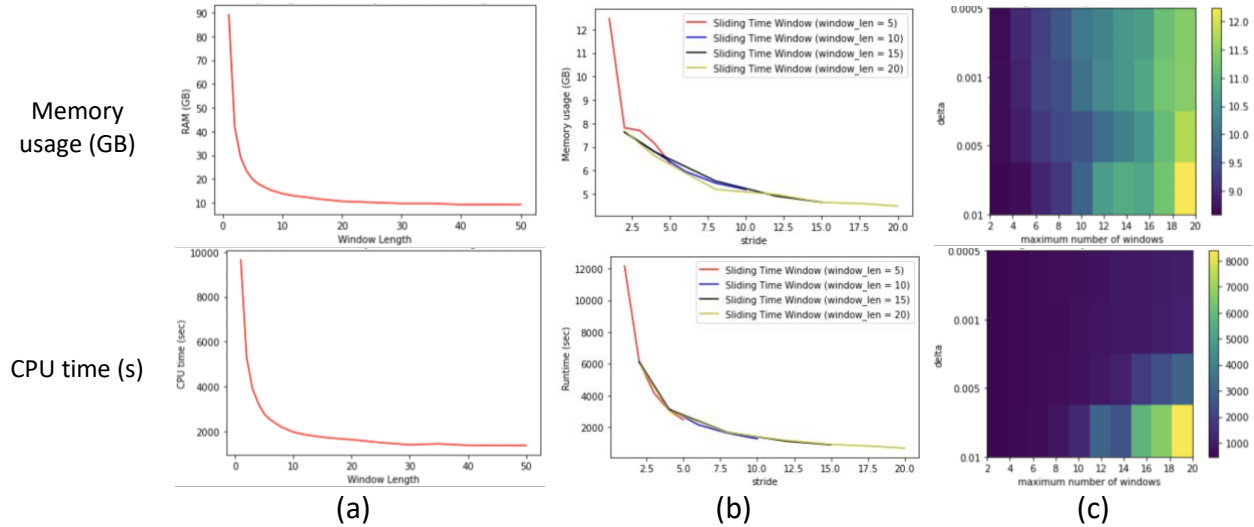 Memory
usage (GB)
90
80
70
60
50
40
30
20
10
RAM (GB)
0 10 20 30 40 50
Window Length
12
11
10
9
8
7
6
5
Memory usage (GB)
Sliding Time Window (window_len = 5)
Sliding Time Window (window_len = 10)
Sliding Time Window (window_len = 15)
Sliding Time Window (window_len = 20)
2.5 5.0 7.5 10.0 12.5 15.0 17.5 20.0
stride
0.0005
0.001
0.005
0.01
delta
2 4 6 8 10 12 14 16 18 20
maximum number of windows
12.0
11.5
11.0
10.5
10.0
9.5
9.0
CPU time (s)
10000
8000
6000
4000
2000
CPU time (sec)
0 10 20 30 40 50
Window Length
12000
10000
8000
6000
4000
2000
Runtime (sec)
Sliding Time Window (window_len = 5)
Sliding Time Window (window_len = 10)
Sliding Time Window (window_len = 15)
Sliding Time Window (window_len = 20)
2.5 5.0 7.5 10.0 12.5 15.0 17.5 20.0
stride
0.0005
0.001
0.005
0.01
delta
2 4 6 8 10 11 12 14 16 18 20
maximum number of windows
8000
7000
6000
5000
4000
3000
2000
1000
(a)
(b)
(c)